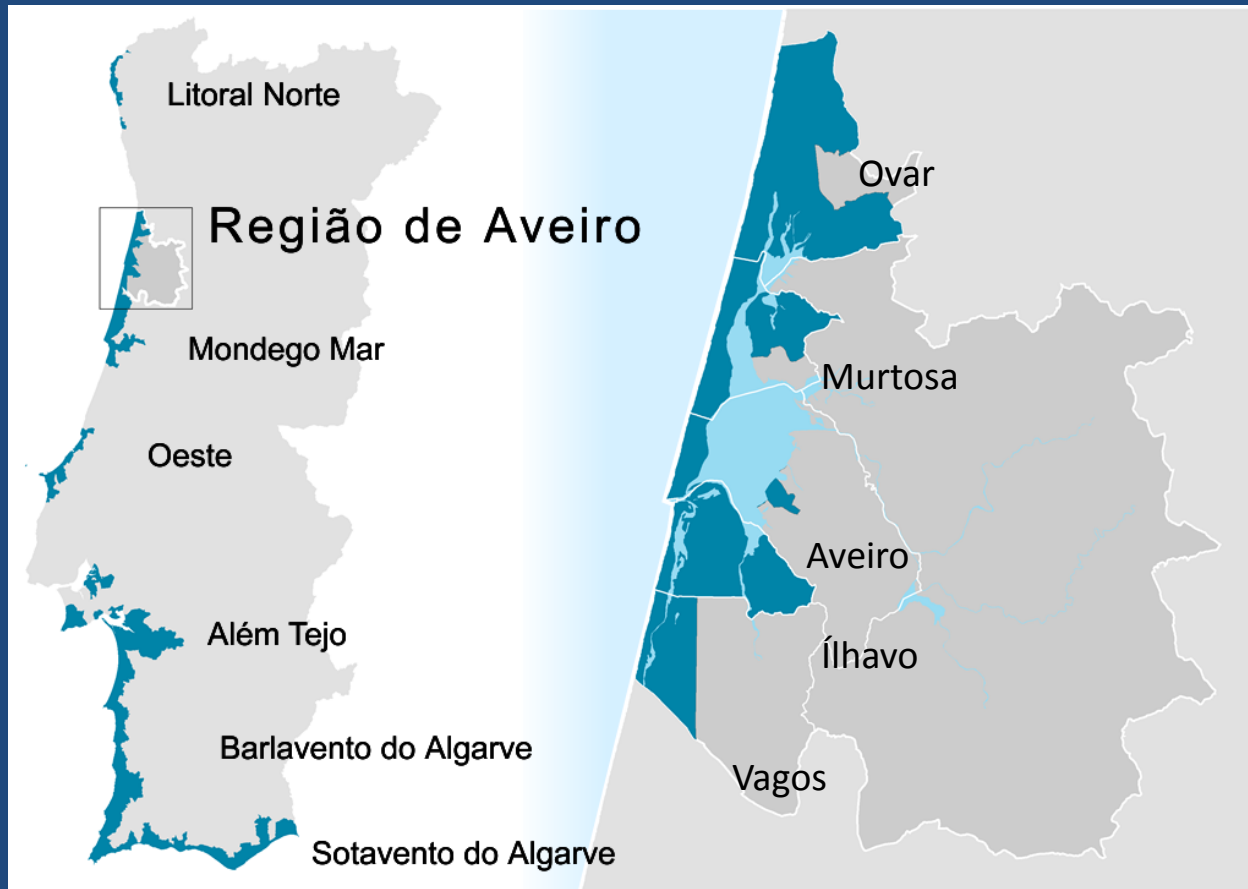 Litoral Norte
Região de Aveiro
Mondego Mar
Oeste
Além Tejo
Barlavento do Algarve
Sotavento do Algarve
Ovar
Murtosa
Aveiro
Ílhavo
Vagos